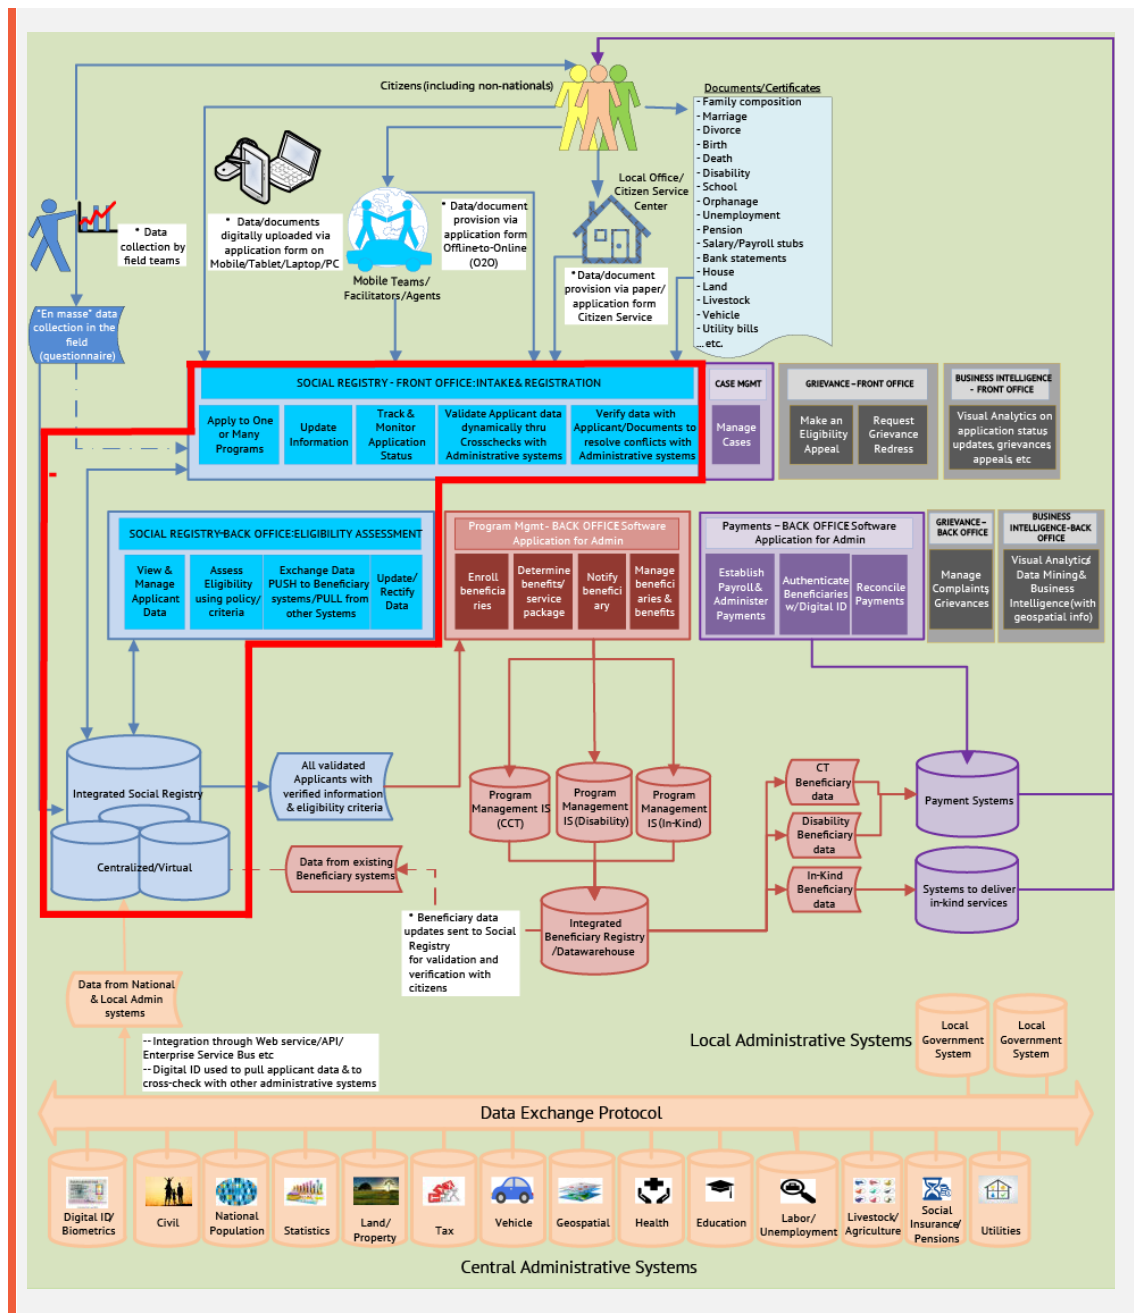 Citizens (including non-nationals)
Documents/Certificates
- Family composition
- Marriage
- Divorce
- Birth
- Death
- Disability
- School
- Orphanage
- Unemployment
- Pension
- Salary/Payroll stubs
- Bank statements
- House
- Land
- Livestock
- Vehicle
- Utility bills
... etc.
Local Office/
Citizen Service
Center
* Data
collection by
field teams
* Data/documents
digitally uploaded via
application form on
Mobile/Tablet/Laptop/PC
* Data/document
provision via
application form
Offlineto-Online
(O2O)
Mobile Teams/
Facilitators/Agents
* Data/document
provision via paper/
application form
Citizen Service
"En masse" data
collection in the
field
(questionnaire)
SOCIAL REGISTRY - FRONT OFFICE: INTAKE & REGISTRATION
Apply to One
or Many
Programs
Update
Information
Track &
Monitor
Application
Status
Validate Applicant data
dynamically thru
Crosschecks with
Administrative systems
Verify data with
Applicant/Documents to
resolve conflicts with
Administrative systems
CASE MGMT
Manage
Cases
GRIEVANCE – FRONT OFFICE
Make an
Eligibility
Appeal
Request
Grievance
Redress
BUSINESS INTELLIGENCE
- FRONT OFFICE
Visual Analytics on
application status
updates, grievances,
appeals, etc
SOCIAL REGISTRY-BACK OFFICE: ELIGIBILITY ASSESSMENT
View &
Manage
Applicant
Data
Assess
Eligibility
using policy/
criteria
Exchange Data
PUSH to Beneficiary
systems/PULL from
other Systems
Update/
Rectify
Data
Program Mgmt - BACK OFFICE Software
Application for Admin
Enroll
beneficia
ries
Determine
benefits/
service
package
Notify
benefici
ary
Manage
benefici
aries &
benefits
Payments – BACK OFFICE Software
Application for Admin
Establish
Payroll &
Administer
Payments
Authenticate
Beneficiaries
w/Digital ID
Reconcile
Payments
GRIEVANCE –
BACK OFFICE
Manage
Complaints,
Grievances
BUSINESS
INTELLIGENCE-BACK
OFFICE
Visual Analytics/
Data Mining &
Business
Intelligence (with
geospatial info)
Integrated Social Registry
Centralized/Virtual
All validated
Applicants with
verified information
& eligibility criteria
Data from existing
Beneficiary systems
Program
Management IS
(CCT)
Program
Management
IS (Disability)
Program
Management
IS (In-Kind)
CT
Beneficiary
data
Disability
Beneficiary
data
In-Kind
Beneficiary
data
Payment Systems
Systems to deliver
in-kind services
* Beneficiary data
updates sent to Social
Registry
for validation and
verification with
citizens
Integrated
Beneficiary Registry
/Datawarehouse
Data from National
& Local Admin
systems
-- Integration through Web service/API/
Enterprise Service Bus etc
-- Digital ID used to pull applicant data & to
cross-check with other administrative systems
Local Administrative Systems
Local
Government
System
Local
Government
System
Data Exchange Protocol
Digital ID/
Biometrics
Civil
National
Population
Statistics
Land/
Property
Tax
Vehicle
Geospatial
Health
Education
Labor/
Unemployment
Livestock/
Agriculture
Social
Insurance/
Pensions
Utilities
Central Administrative Systems